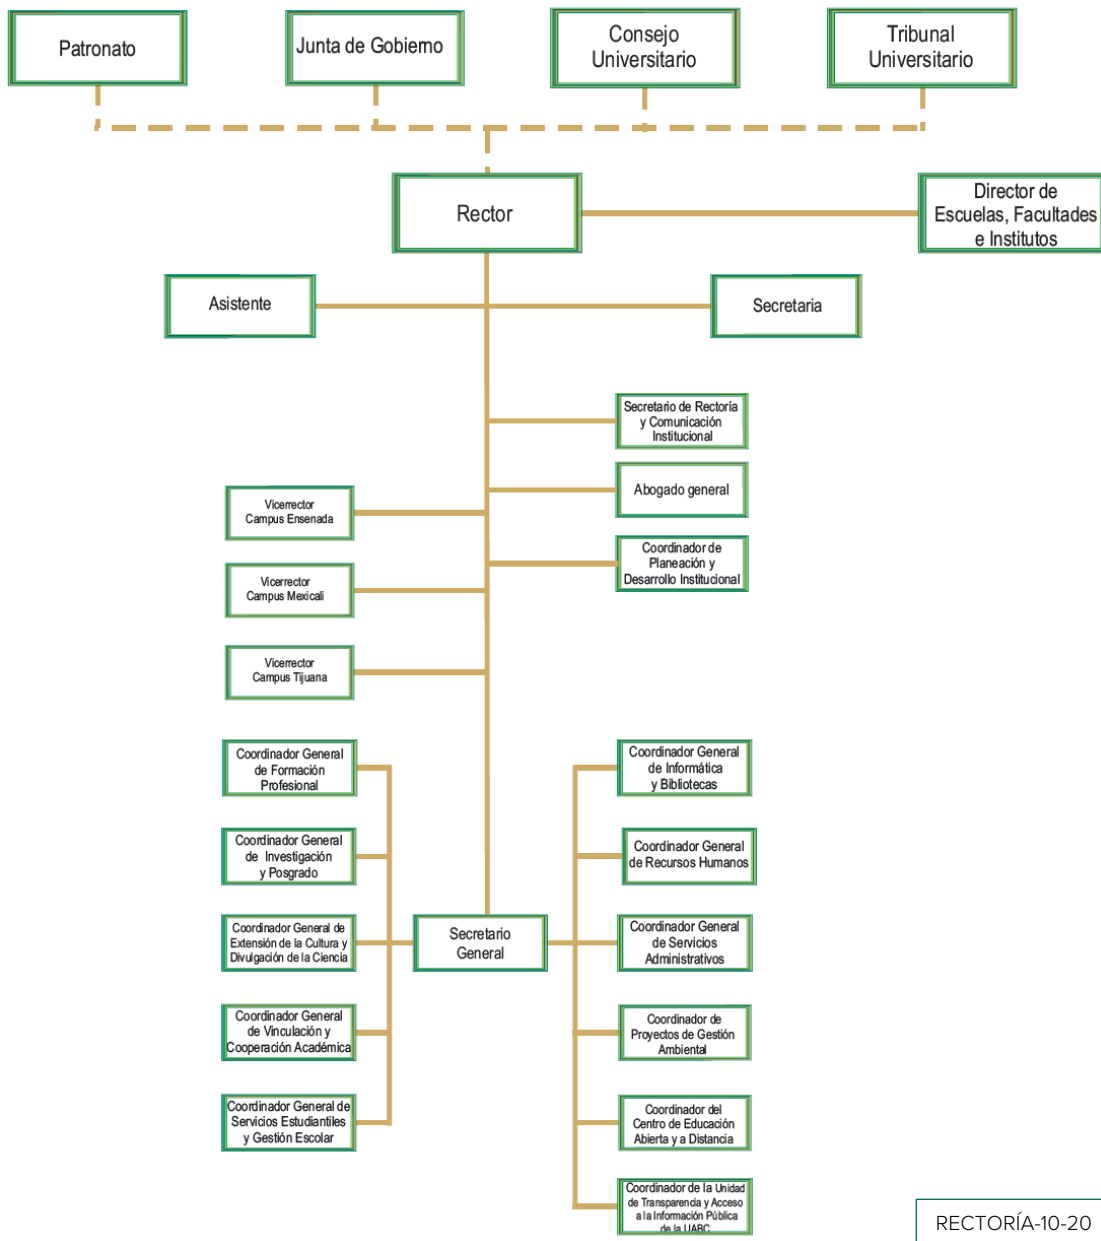 Patronato
Junta de Gobierno
Consejo
Universitario
Tribunal
Universitario
Rector
Director de
Escuelas, Facultades
e Institutos
Asistente
Secretaria
Secretario de Rectoría
y Comunicación
Institucional
Abogado general
Vicerrector
Campus Ensenada
Coordinador de
Planeación y
Desarrollo Institucional
Vicerrector
Campus Mexicali
Vicerrector
Campus Tijuana
Coordinador General
de Formación
Profesional
Coordinador General
de Informática
y Bibliotecas
Coordinador General
de Investigación
y Posgrado
Coordinador General
de Recursos Humanos
Coordinador General de
Extensión de la Cultura y
Divulgación de la Ciencia
Secretario
General
Coordinador General
de Servicios
Administrativos
Coordinador General
de Vinculación y
Cooperación Académica
Coordinador de
Proyectos de Gestión
Ambiental
Coordinador General de
Servicios Estudiantiles
y Gestión Escolar
Coordinador del
Centro de Educación
Abierta y a Distancia
Coordinador de la Unidad
de Transparencia y Acceso
a la Información Pública
de la UABC
RECTORÍA-10-20